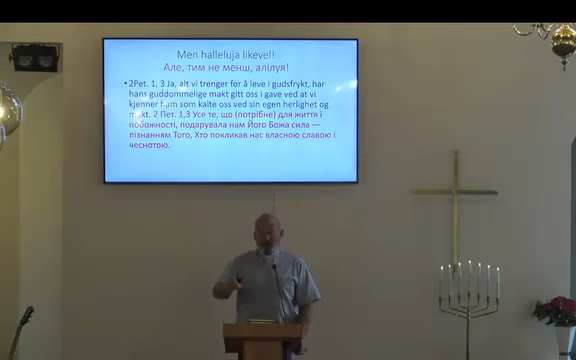 Men halleluja likevel!
Але, тим не менш, алілуя!
• 2Pet. 1, 3 Ja, alt vi trenger for å leve i gudsfrykt, har
hans guddommelige makt gitt oss i gave ved at vi
kjenner ham som kalte oss ved sin egen herlighet og
makt. 2 Пет. 1,3 Усе те, що (потрібне) для життя і
побожності, подарувала нам Його Божа сила —
пізнанням Того, Хто покликав нас власною славою і
чеснотою.